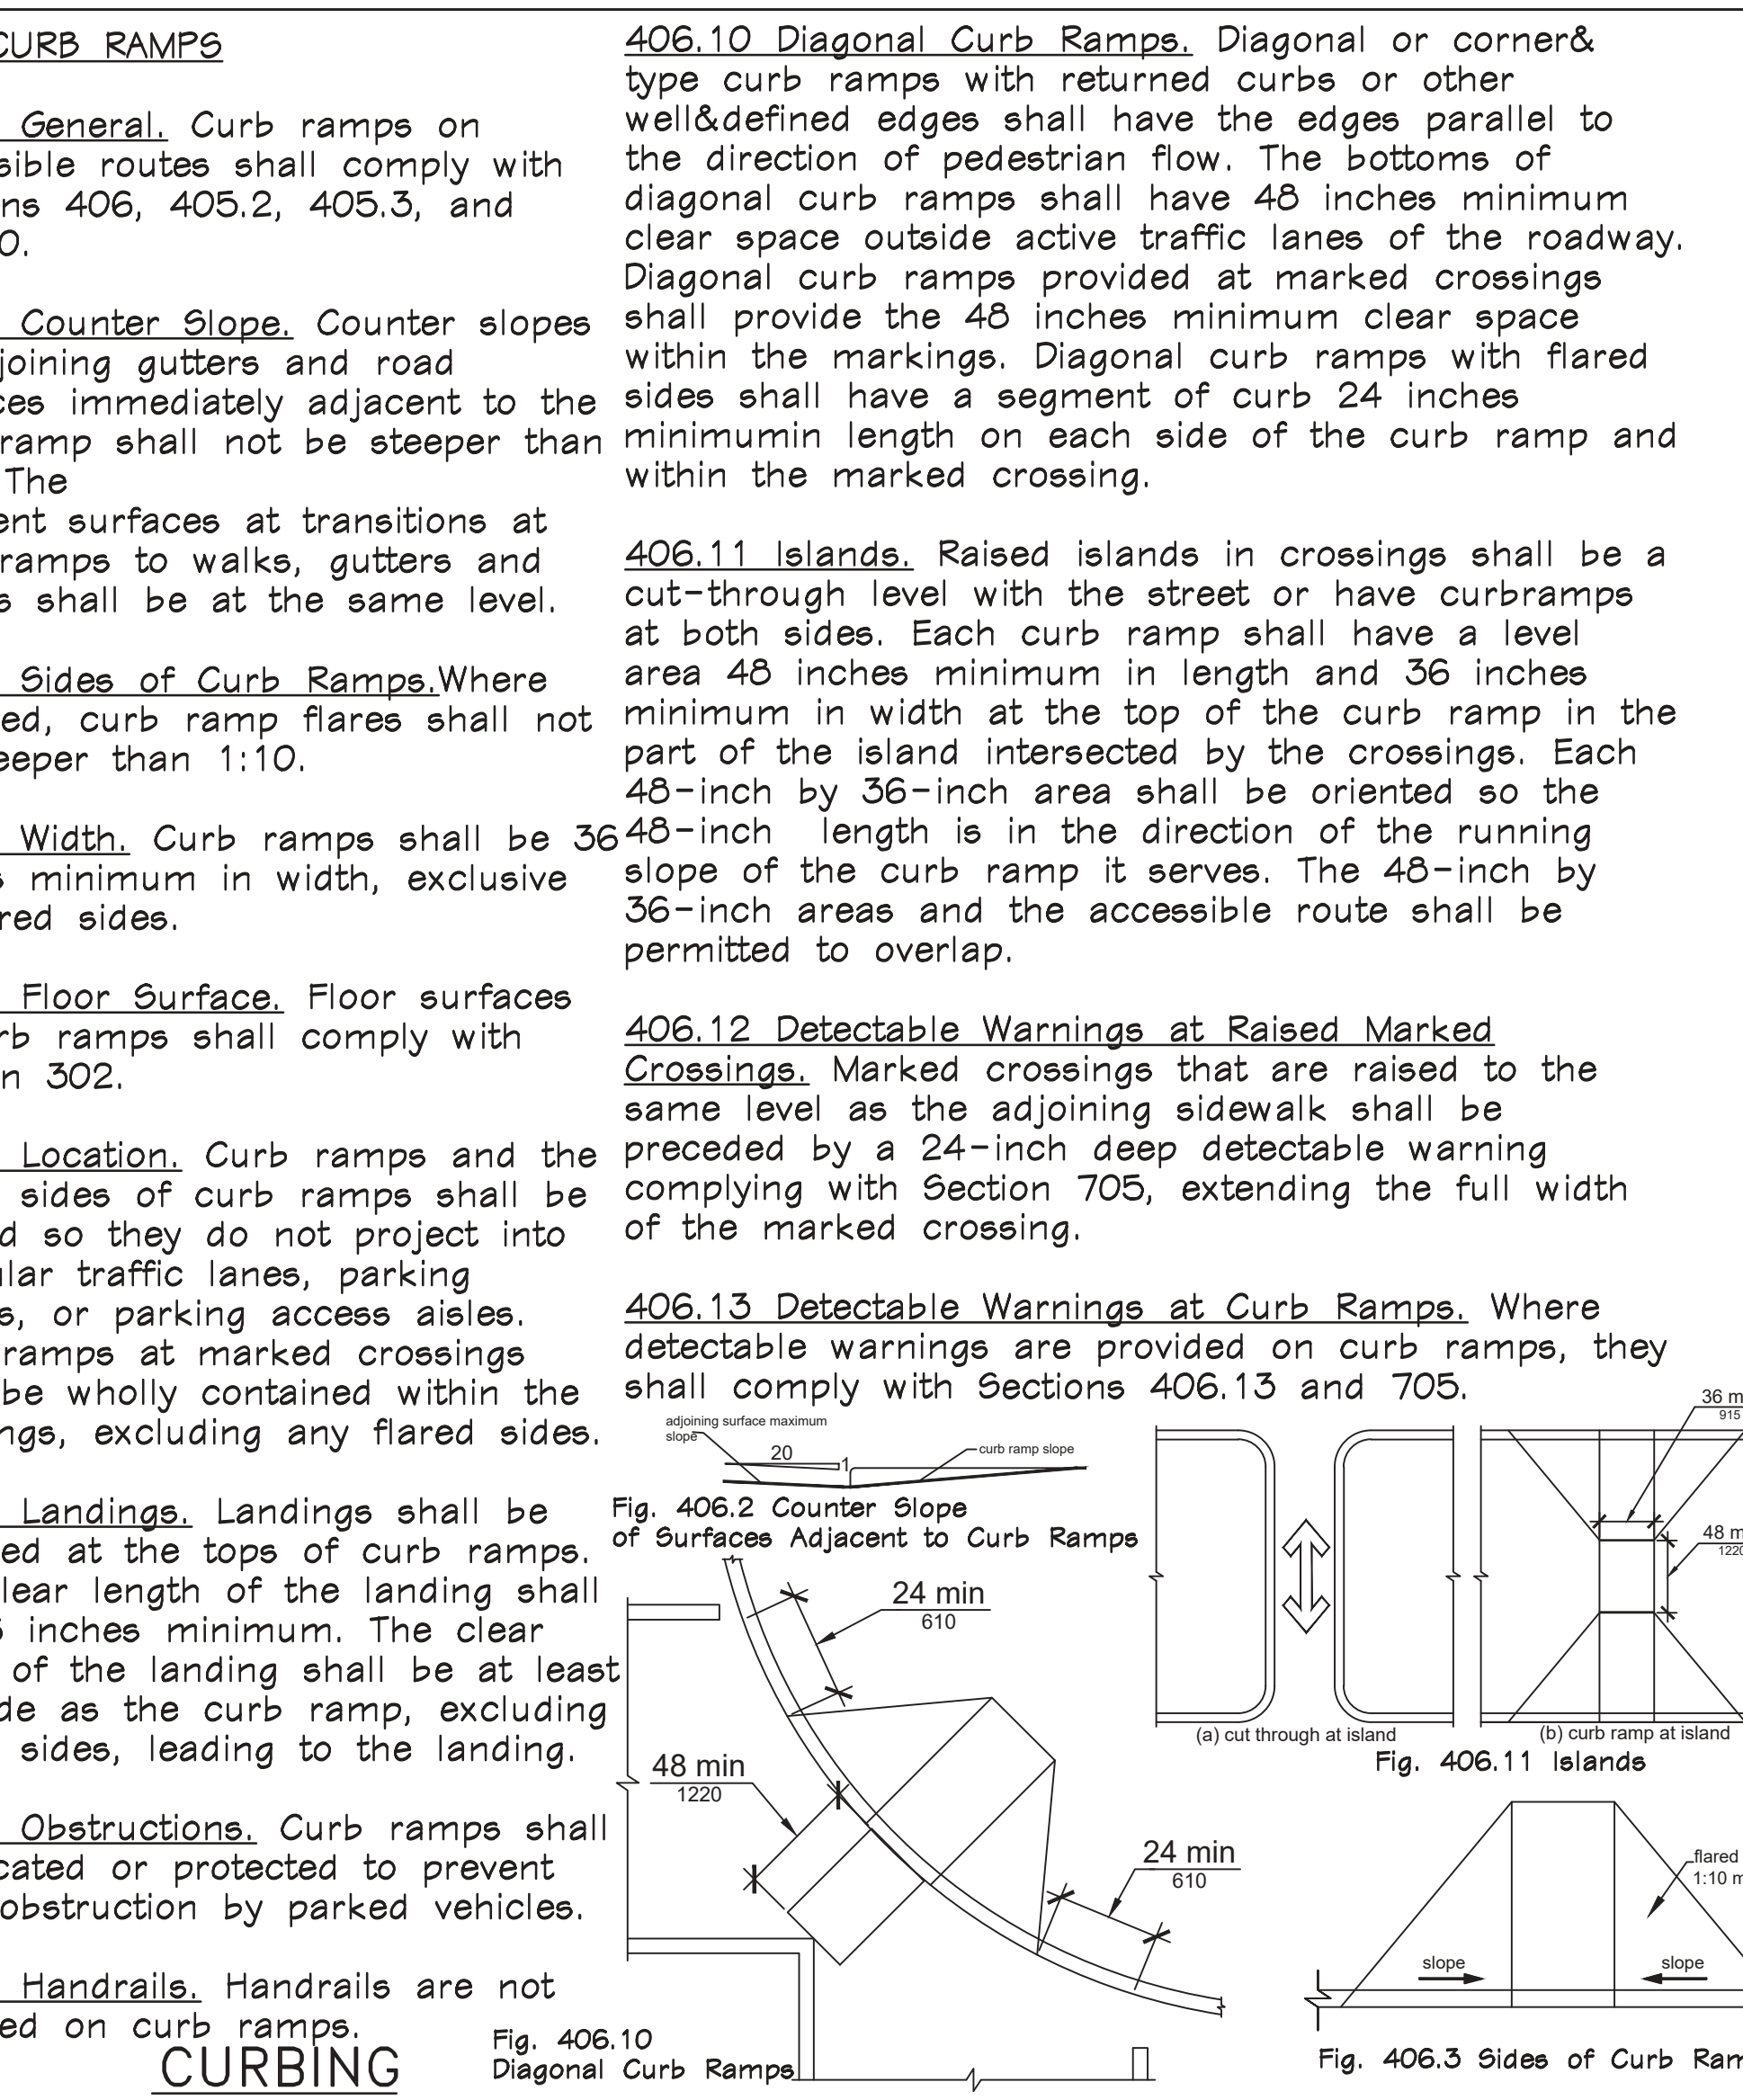 CURB RAMPS
General. Curb ramps on
sible routes shall comply with
ns 406, 405.2, 405.3, and
0.
Counter Slope. Counter slopes
joining gutters and road
ces immediately adjacent to the
ramp shall not be steeper than
The
ent surfaces at transitions at
ramps to walks, gutters and
s shall be at the same level.
Sides of Curb Ramps.Where
ed, curb ramp flares shall not
eeper than 1:10.
Width. Curb ramps shall be 36
s minimum in width, exclusive
red sides.
Floor Surface. Floor surfaces
rb ramps shall comply with
n 302.
Location. Curb ramps and the
sides of curb ramps shall be
d so they do not project into
ular traffic lanes, parking
s, or parking access aisles.
ramps at marked crossings
be wholly contained within the
ngs, excluding any flared sides.
Landings. Landings shall be
ed at the tops of curb ramps.
lear length of the landing shall
6 inches minimum. The clear
of the landing shall be at least
de as the curb ramp, excluding
sides, leading to the landing.
Obstructions. Curb ramps shall
cated or protected to prevent
obstruction by parked vehicles.
Handrails. Handrails are not
ed on curb ramps.
CURBING
406.10 Diagonal Curb Ramps. Diagonal or corner&
type curb ramps with returned curbs or other
well&defined edges shall have the edges parallel to
the direction of pedestrian flow. The bottoms of
diagonal curb ramps shall have 48 inches minimum
clear space outside active traffic lanes of the roadway.
Diagonal curb ramps provided at marked crossings
shall provide the 48 inches minimum clear space
within the markings. Diagonal curb ramps with flared
sides shall have a segment of curb 24 inches
minimumin length on each side of the curb ramp and
within the marked crossing.
406.11 Islands. Raised islands in crossings shall be a
cut-through level with the street or have curbramps
at both sides. Each curb ramp shall have a level
area 48 inches minimum in length and 36 inches
minimum in width at the top of the curb ramp in the
part of the island intersected by the crossings. Each
48-inch by 36-inch area shall be oriented so the
48-inch length is in the direction of the running
slope of the curb ramp it serves. The 48-inch by
36-inch areas and the accessible route shall be
permitted to overlap.
406.12 Detectable Warnings at Raised Marked
Crossings. Marked crossings that are raised to the
same level as the adjoining sidewalk shall be
preceded by a 24-inch deep detectable warning
complying with Section 705, extending the full width
of the marked crossing.
406.13 Detectable Warnings at Curb Ramps. Where
detectable warnings are provided on curb ramps, they
shall comply with Sections 406.13 and 705.
adjoining surface maximum
slope
20
1
curb ramp slope
Fig. 406.2 Counter Slope
of Surfaces Adjacent to Curb Ramps
24 min
610
48 min
1220
24 min
610
Fig. 406.10
Diagonal Curb Ramps
36 m
915
48 m
1220
(a) cut through at island
(b) curb ramp at island
Fig. 406.11 Islands
flared
1:10 m
slope
slope
Fig. 406.3 Sides of Curb Ram